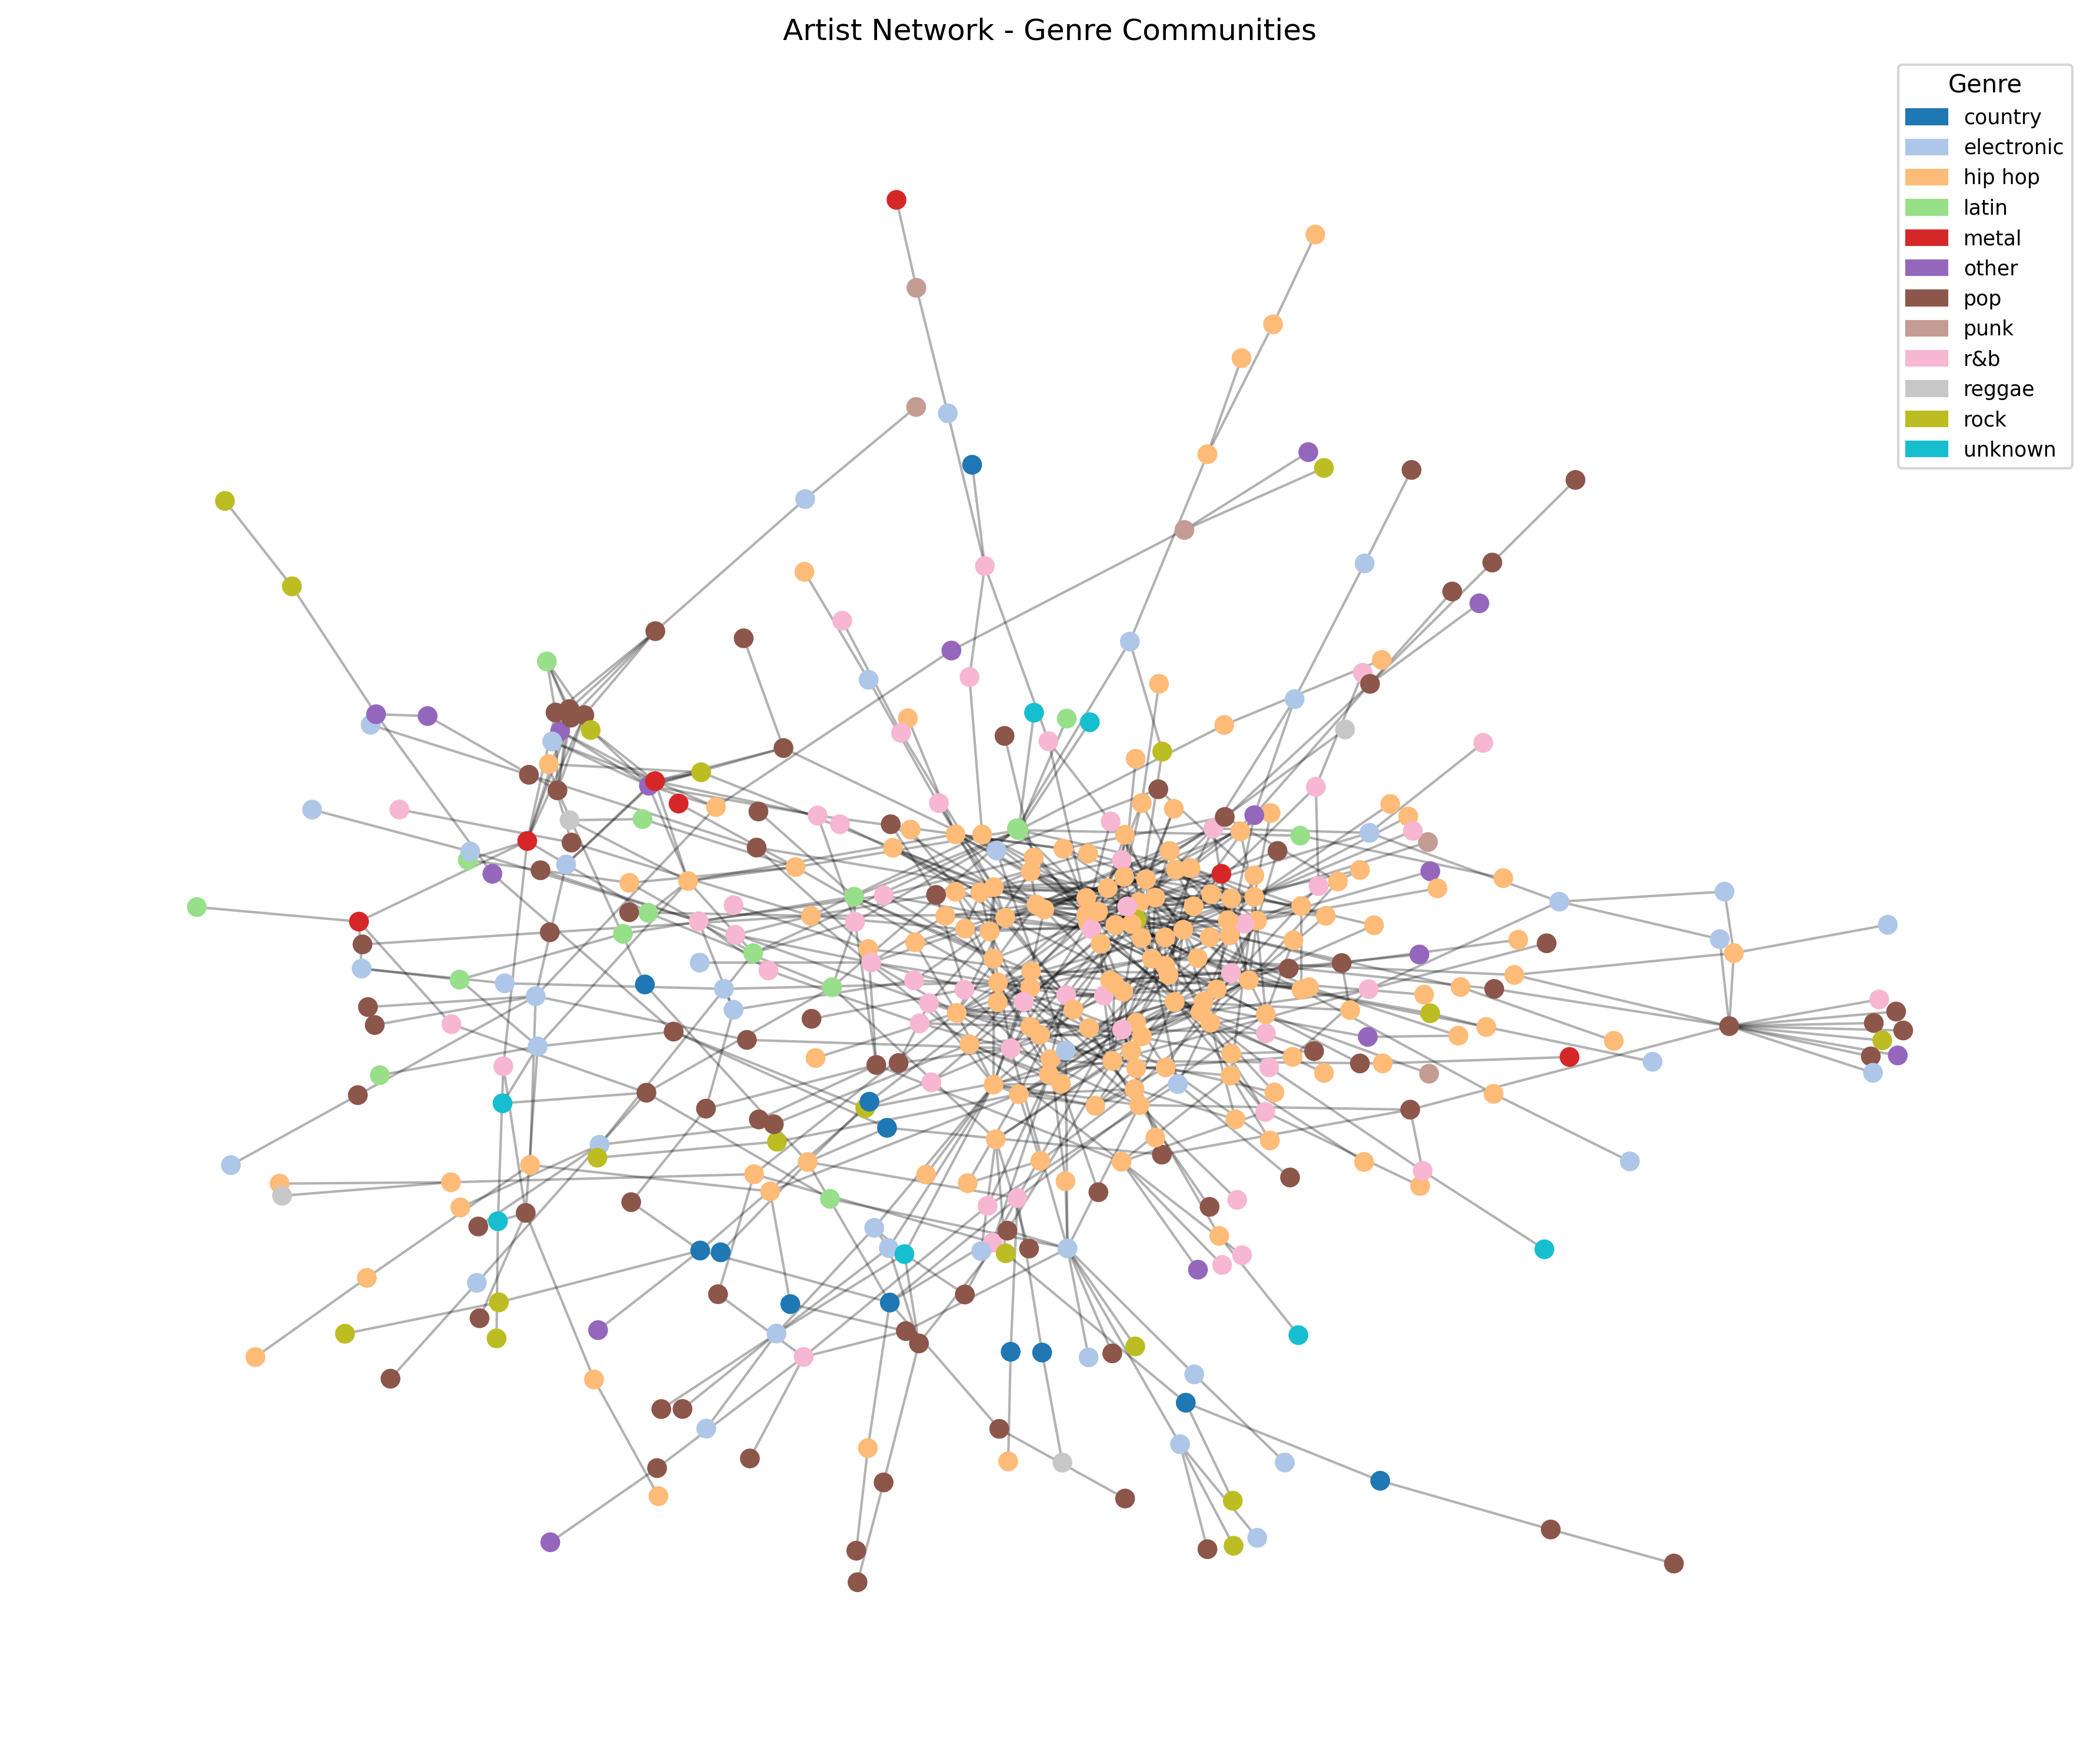 Artist Network - Genre Communities
Genre
country
electronic
hip hop
latin
metal
other
pop
punk
r&b
reggae
rock
unknown